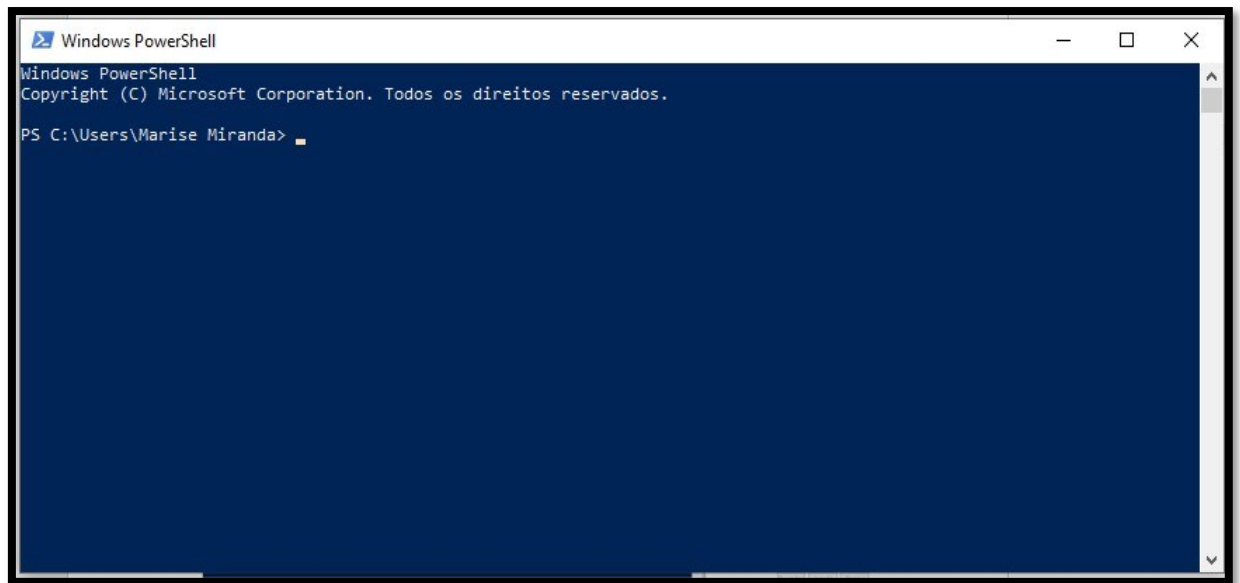 Windows PowerShell
Windows PowerShell
Copyright (C) Microsoft Corporation. Todos os direitos reservados.
PS C:\Users\Marise Miranda>